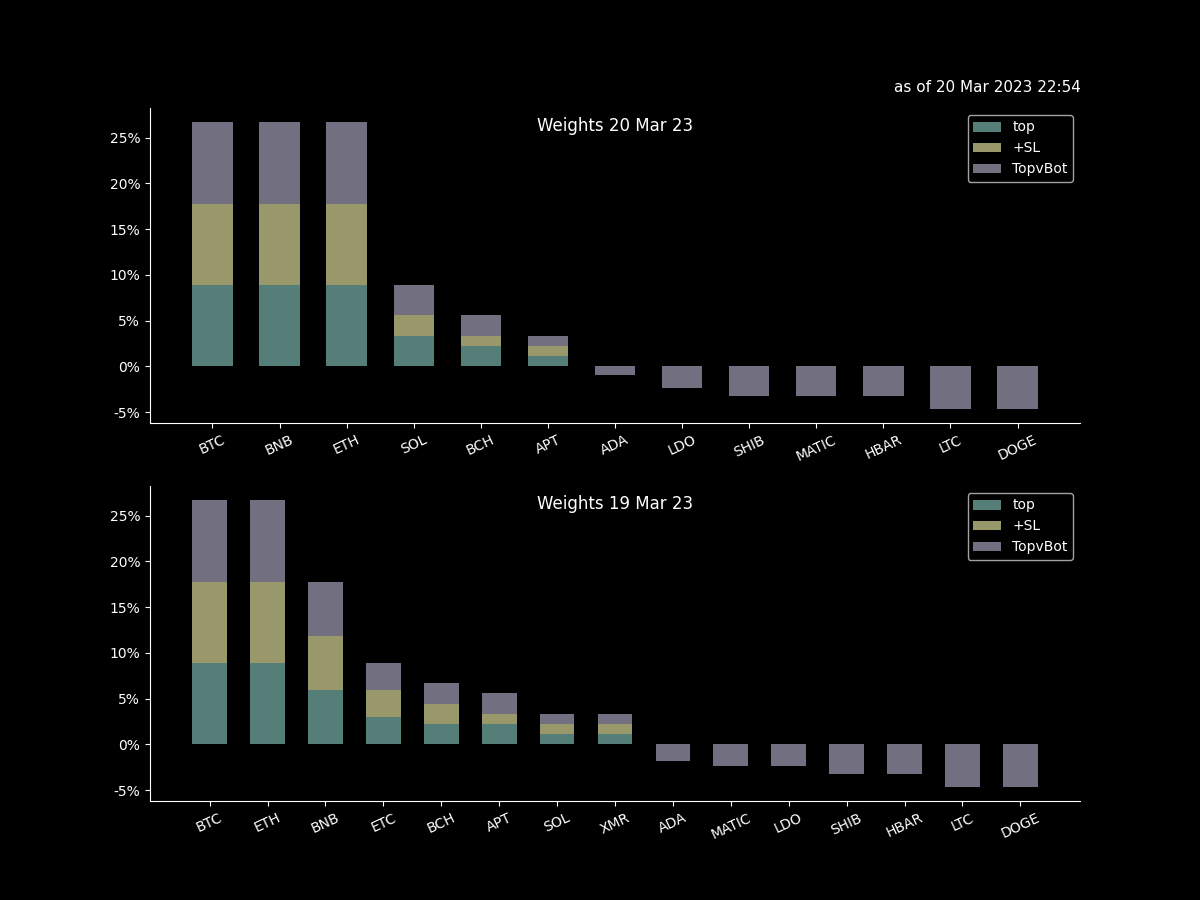 as of 20 Mar 2023 22:54
Weights 20 Mar 23
top
+SL
TopvBot
25%
20%
15%
10%
5%
0%
-5%
BTC BNB ETH SOL BCH APT ADA LDO SHIB MATIC HBAR LTC DOGE
Weights 19 Mar 23
top
+SL
TopvBot
25%
20%
15%
10%
5%
0%
-5%
BTC ETH BNB ETC BCH APT SOL XMR ADA MATIC LDO SHIB HBAR LTC DOGE